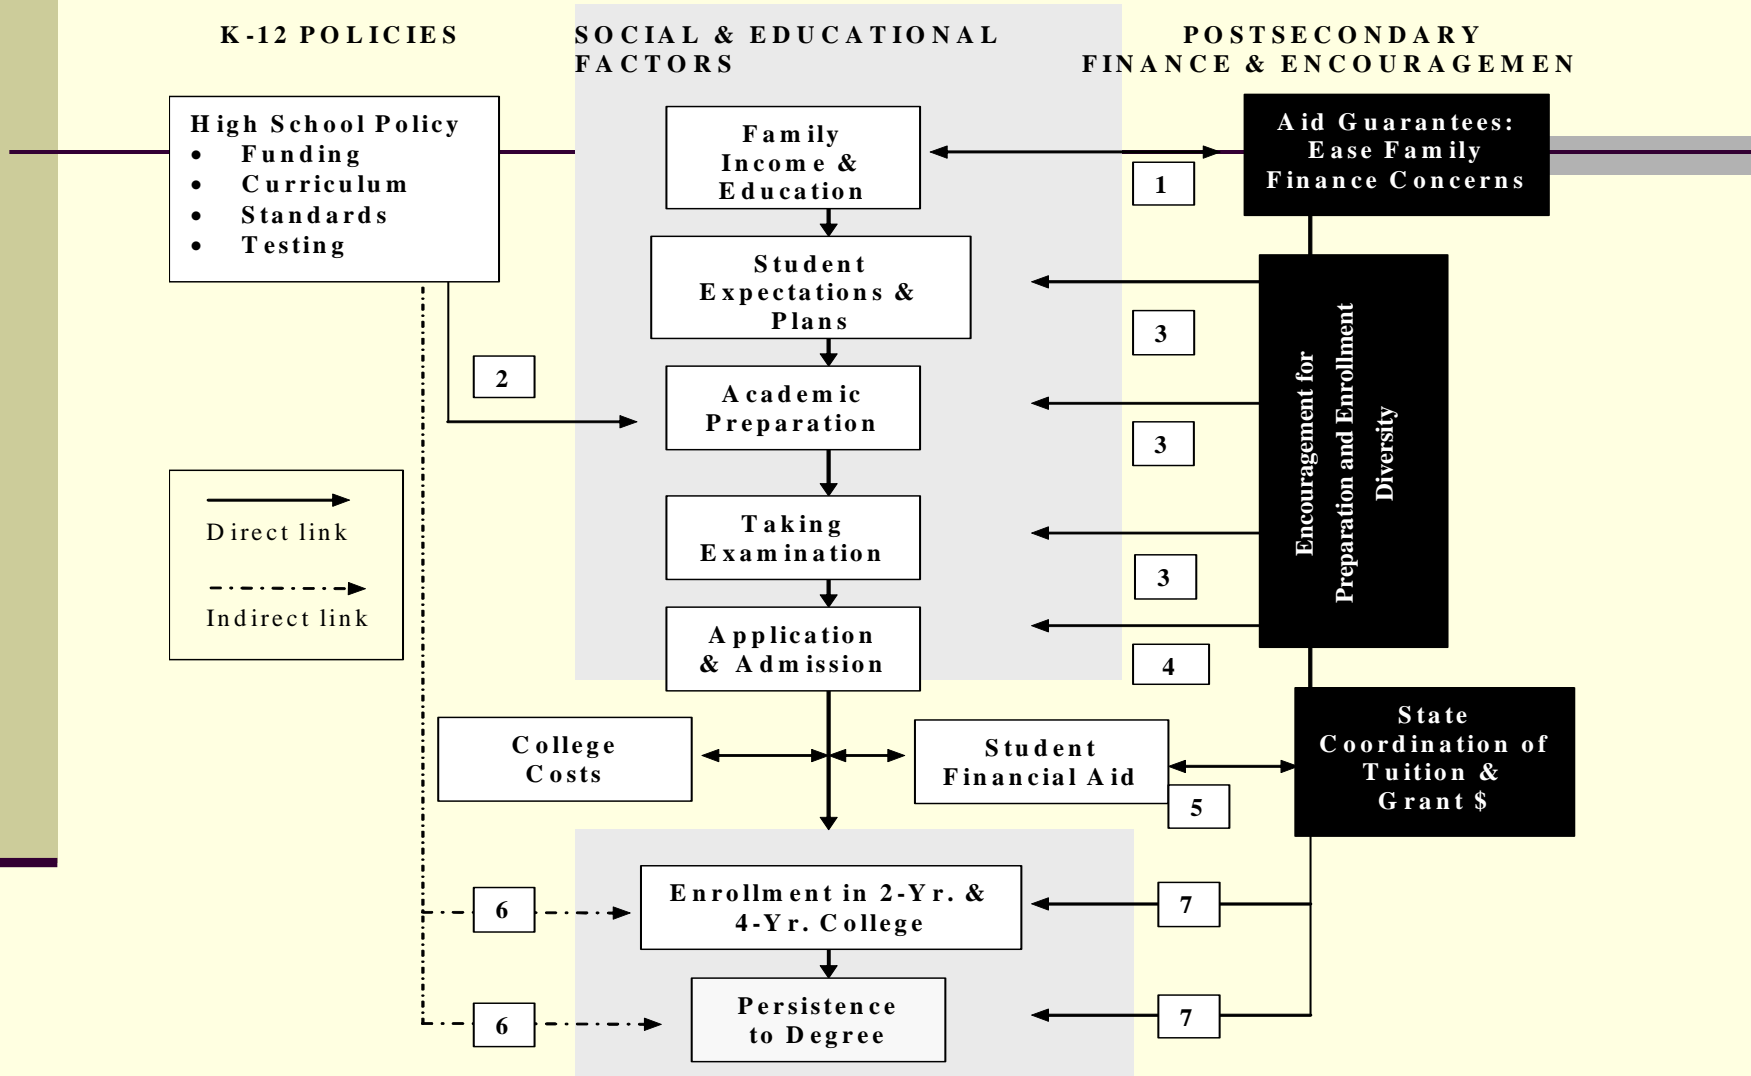 K-12 POLICIES
SOCIAL & EDUCATIONAL
FACTORS
POSTSECONDARY
FINANCE & ENCOURAGEMEN
High School Policy
• Funding
• Curriculum
• Standards
• Testing
Family
Income &
Education
1
Aid Guarantees:
Ease Family
Finance Concerns
Student
Expectations &
Plans
3
2
Academic
Preparation
3
Encouragement for
Preparation and Enrollment
Diversity
Direct link
Indirect link
Taking
Examination
3
Application
& Admission
4
College
Costs
Student
Financial Aid
5
State
Coordination of
Tuition &
Grant $
6
Enrollment in 2-Yr. &
4-Yr. College
7
6
Persistence
to Degree
7